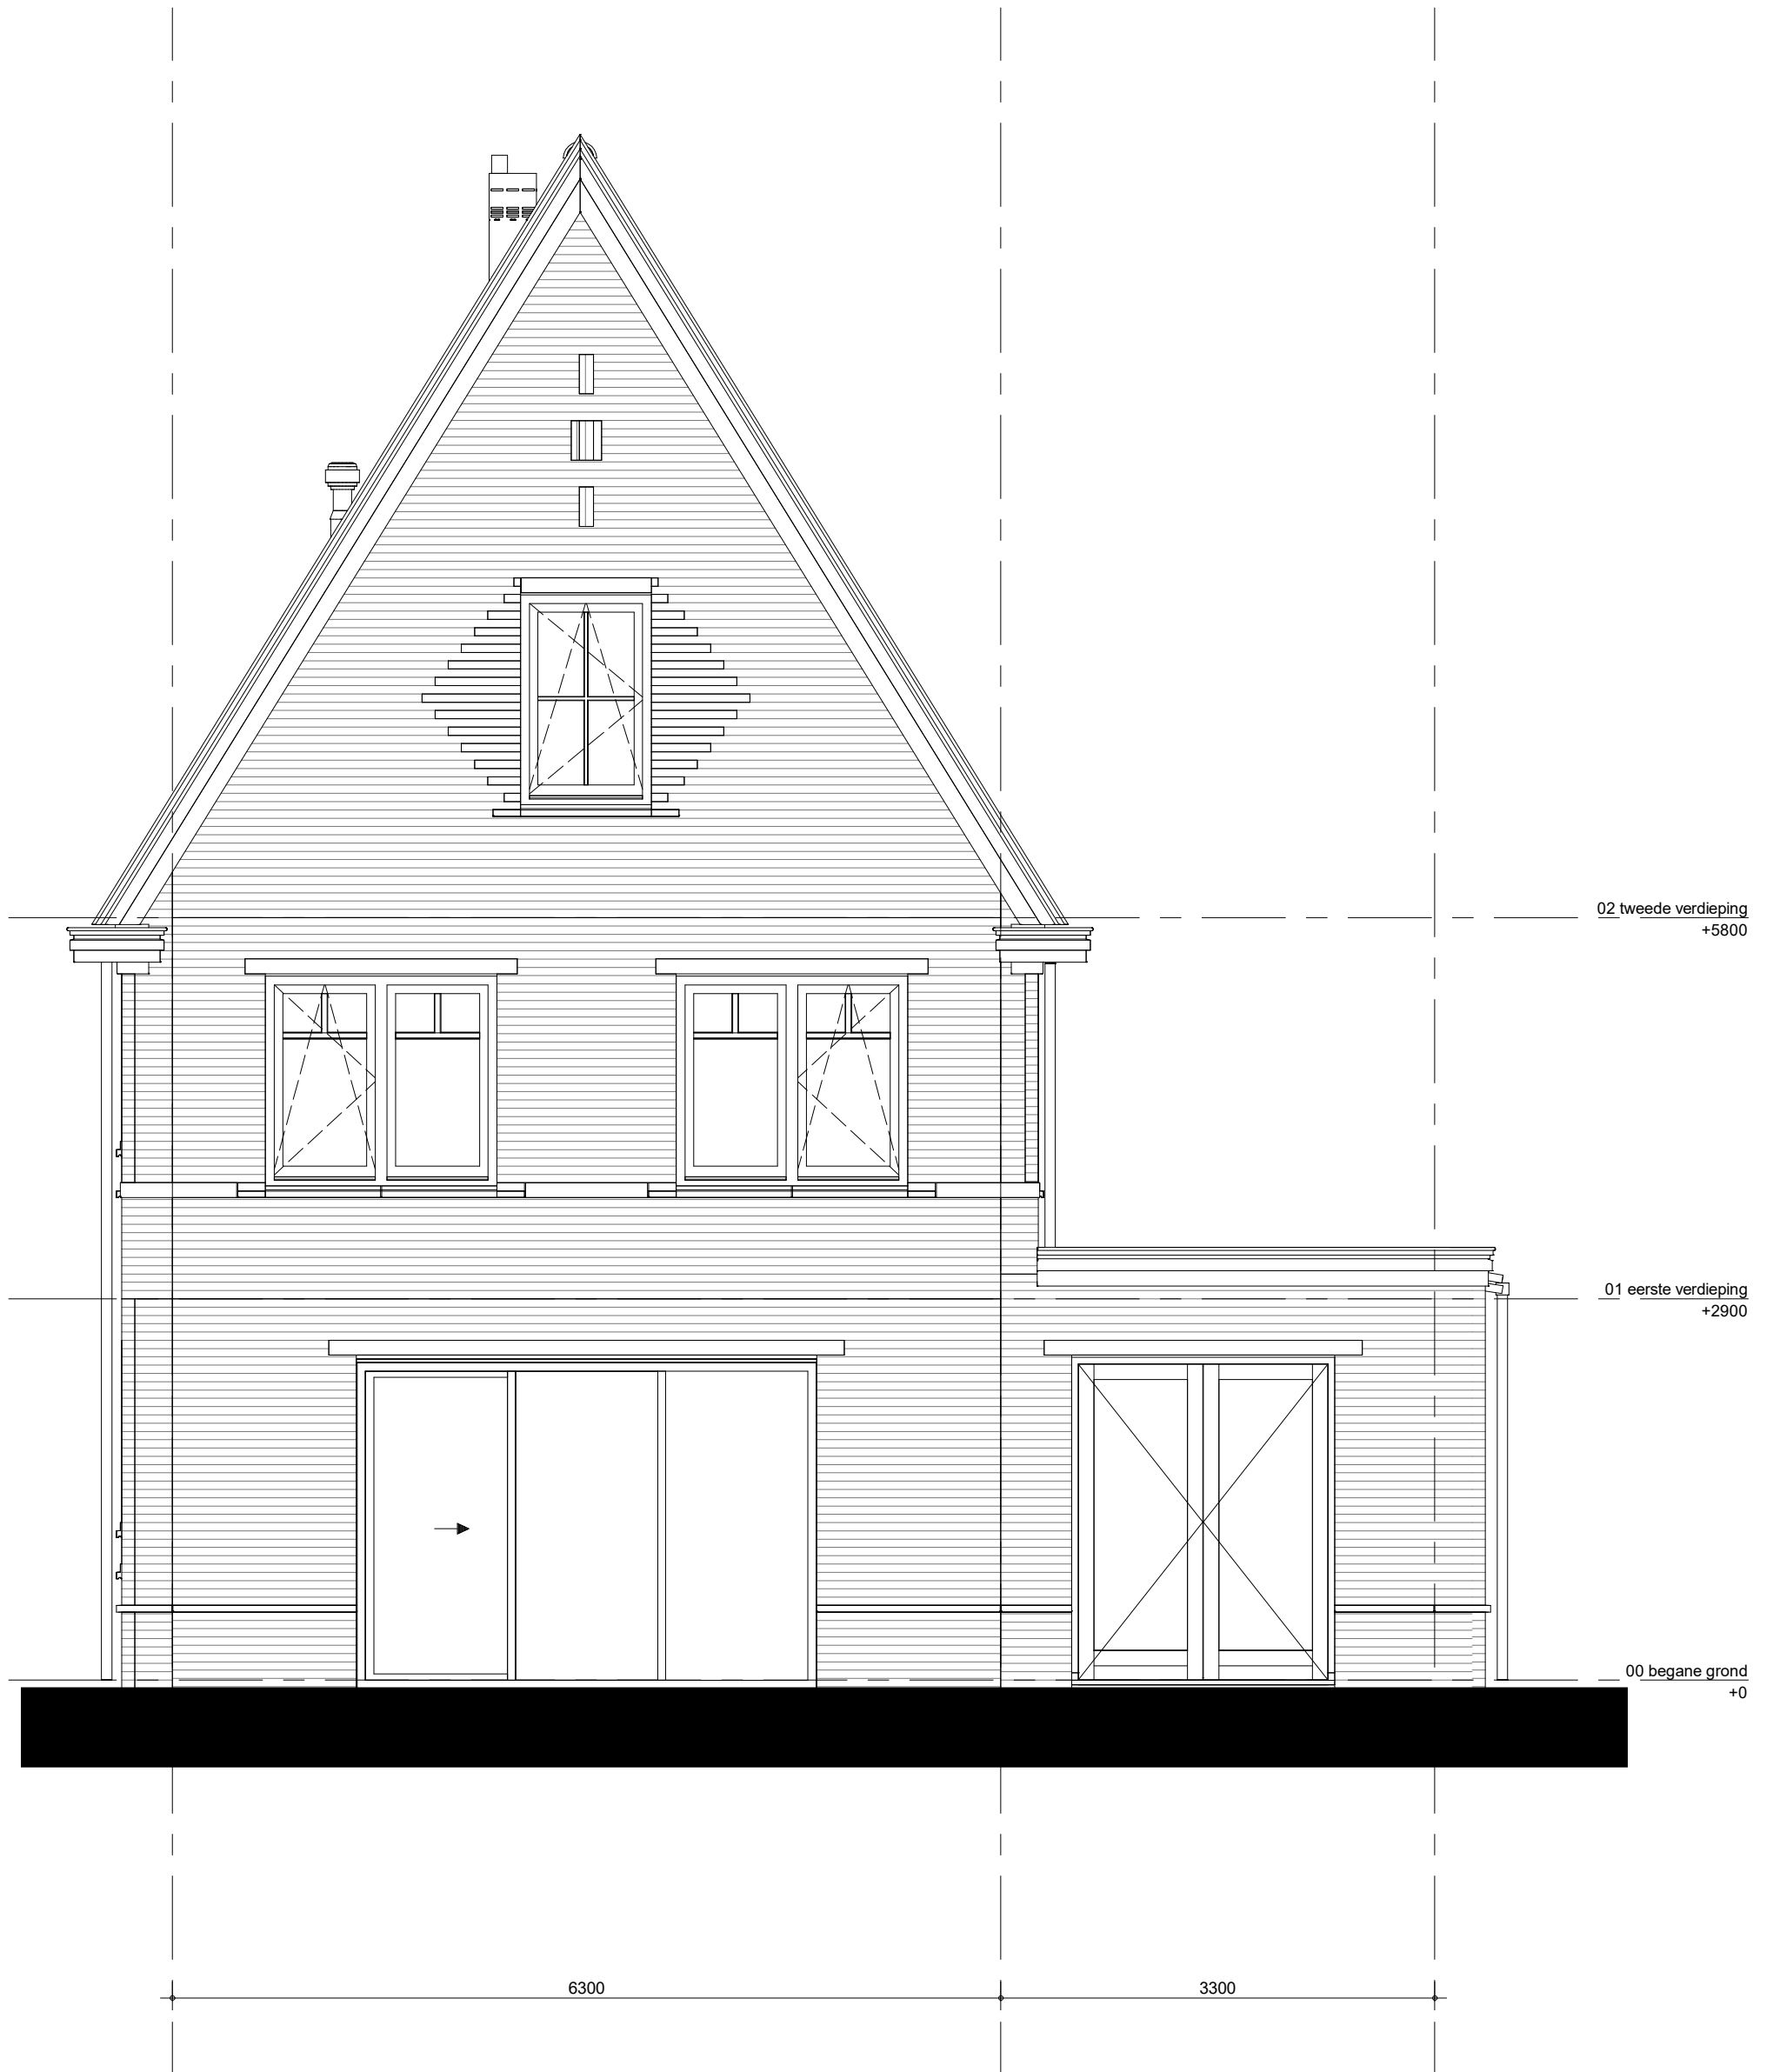 02 tweede verdieping
+5800
01 eerste verdieping
+2900
00 begane grond
+0
6300
3300